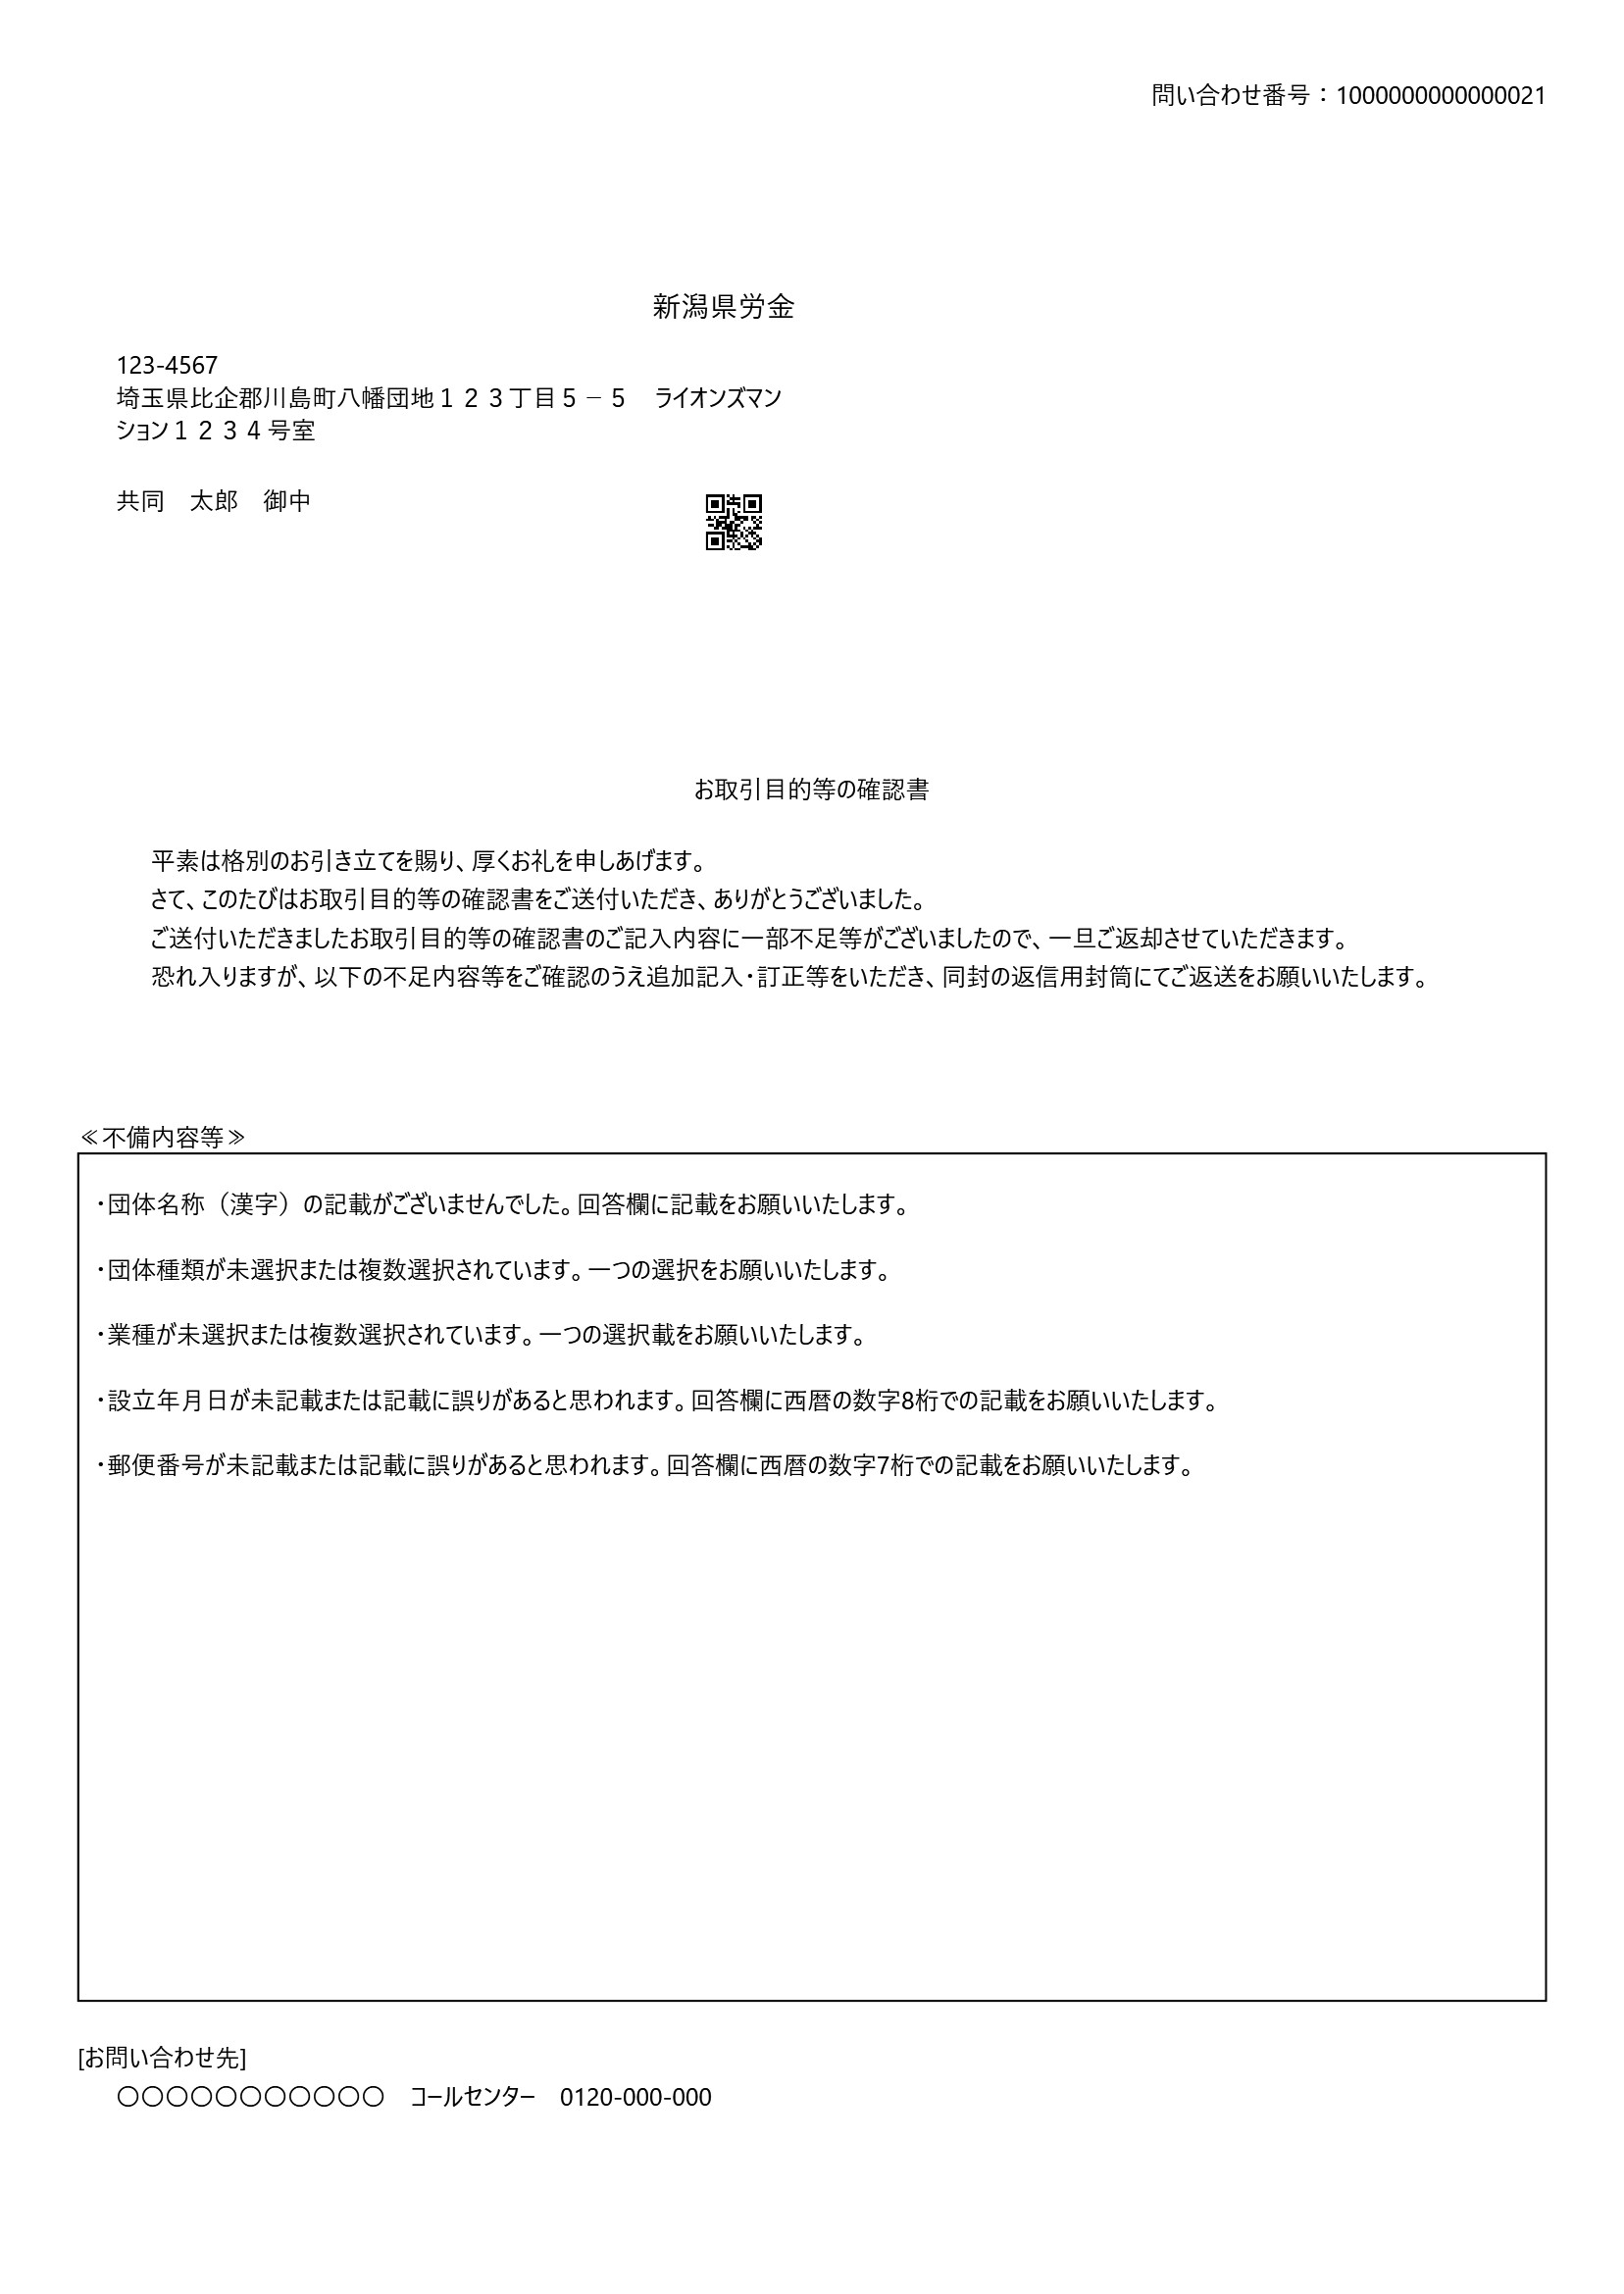 問い合わせ番号：1000000000000021
新潟県労金
123-4567
埼玉県比企郡川島町八幡団地１２３丁目５－５　ライオンズマン
ション１２３４号室
共同　太郎　御中
お取引目的等の確認書
平素は格別のお引き立てを賜り、厚くお礼を申しあげます。
さて、このたびはお取引目的等の確認書をご送付いただき、ありがとうございました。
ご送付いただきましたお取引目的等の確認書のご記入内容に一部不足等がございましたので、一旦ご返却させていただきます。
恐れ入りますが、以下の不足内容等をご確認のうえ追加記入・訂正等をいただき、同封の返信用封筒にてご返送をお願いいたします。
≪不備内容等≫
・団体名称（漢字）の記載がございませんでした。回答欄に記載をお願いいたします。
・団体種類が未選択または複数選択されています。一つの選択をお願いいたします。
・業種が未選択または複数選択されています。一つの選択載をお願いいたします。
・設立年月日が未記載または記載に誤りがあると思われます。回答欄に西暦の数字8桁での記載をお願いいたします。
・郵便番号が未記載または記載に誤りがあると思われます。回答欄に西暦の数字7桁での記載をお願いいたします。
[お問い合わせ先]
〇〇〇〇〇〇〇〇〇〇〇　コールセンター　0120-000-000